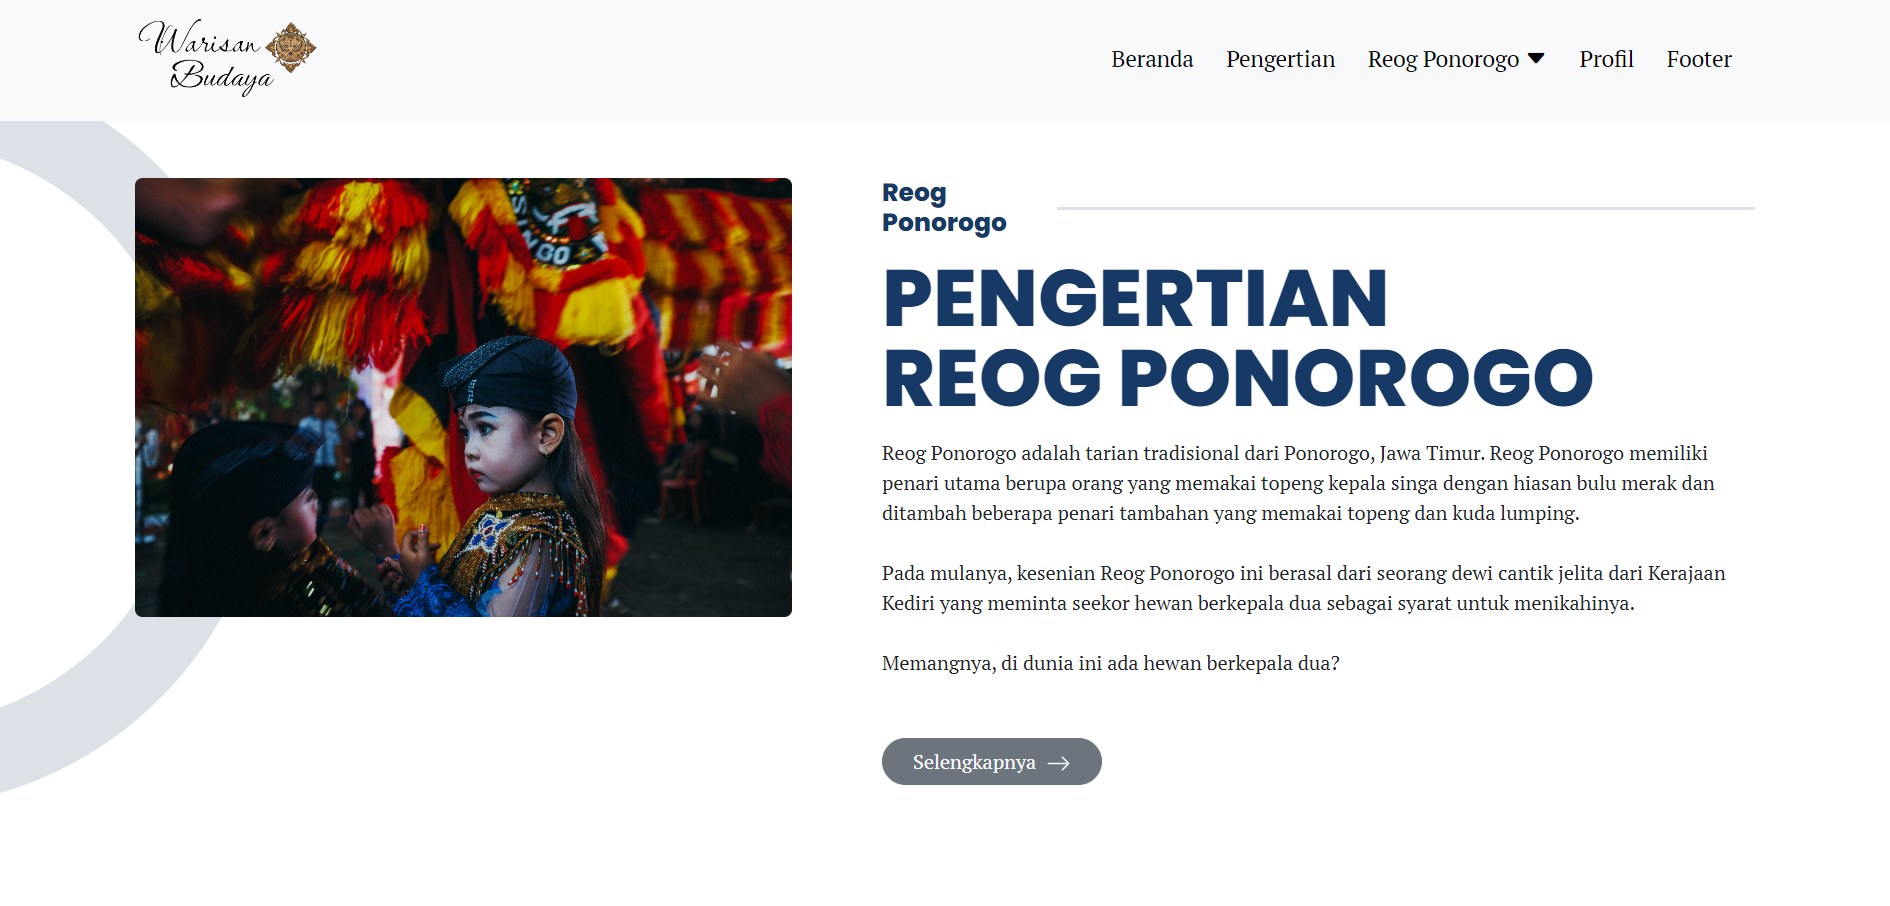 Warisan
Budaya
Beranda Pengertian Reog Ponorogo Profil Footer
NGO
Reog
Ponorogo
PENGERTIAN
REOG PONOROGO
Reog Ponorogo adalah tarian tradisional dari Ponorogo, Jawa Timur. Reog Ponorogo memiliki
penari utama berupa orang yang memakai topeng kepala singa dengan hiasan bulu merak dan
ditambah beberapa penari tambahan yang memakai topeng dan kuda lumping.
Pada mulanya, kesenian Reog Ponorogo ini berasal dari seorang dewi cantik jelita dari Kerajaan
Kediri yang meminta seekor hewan berkepala dua sebagai syarat untuk menikahinya.
Memangnya, di dunia ini ada hewan berkepala dua?
Selengkapnya →